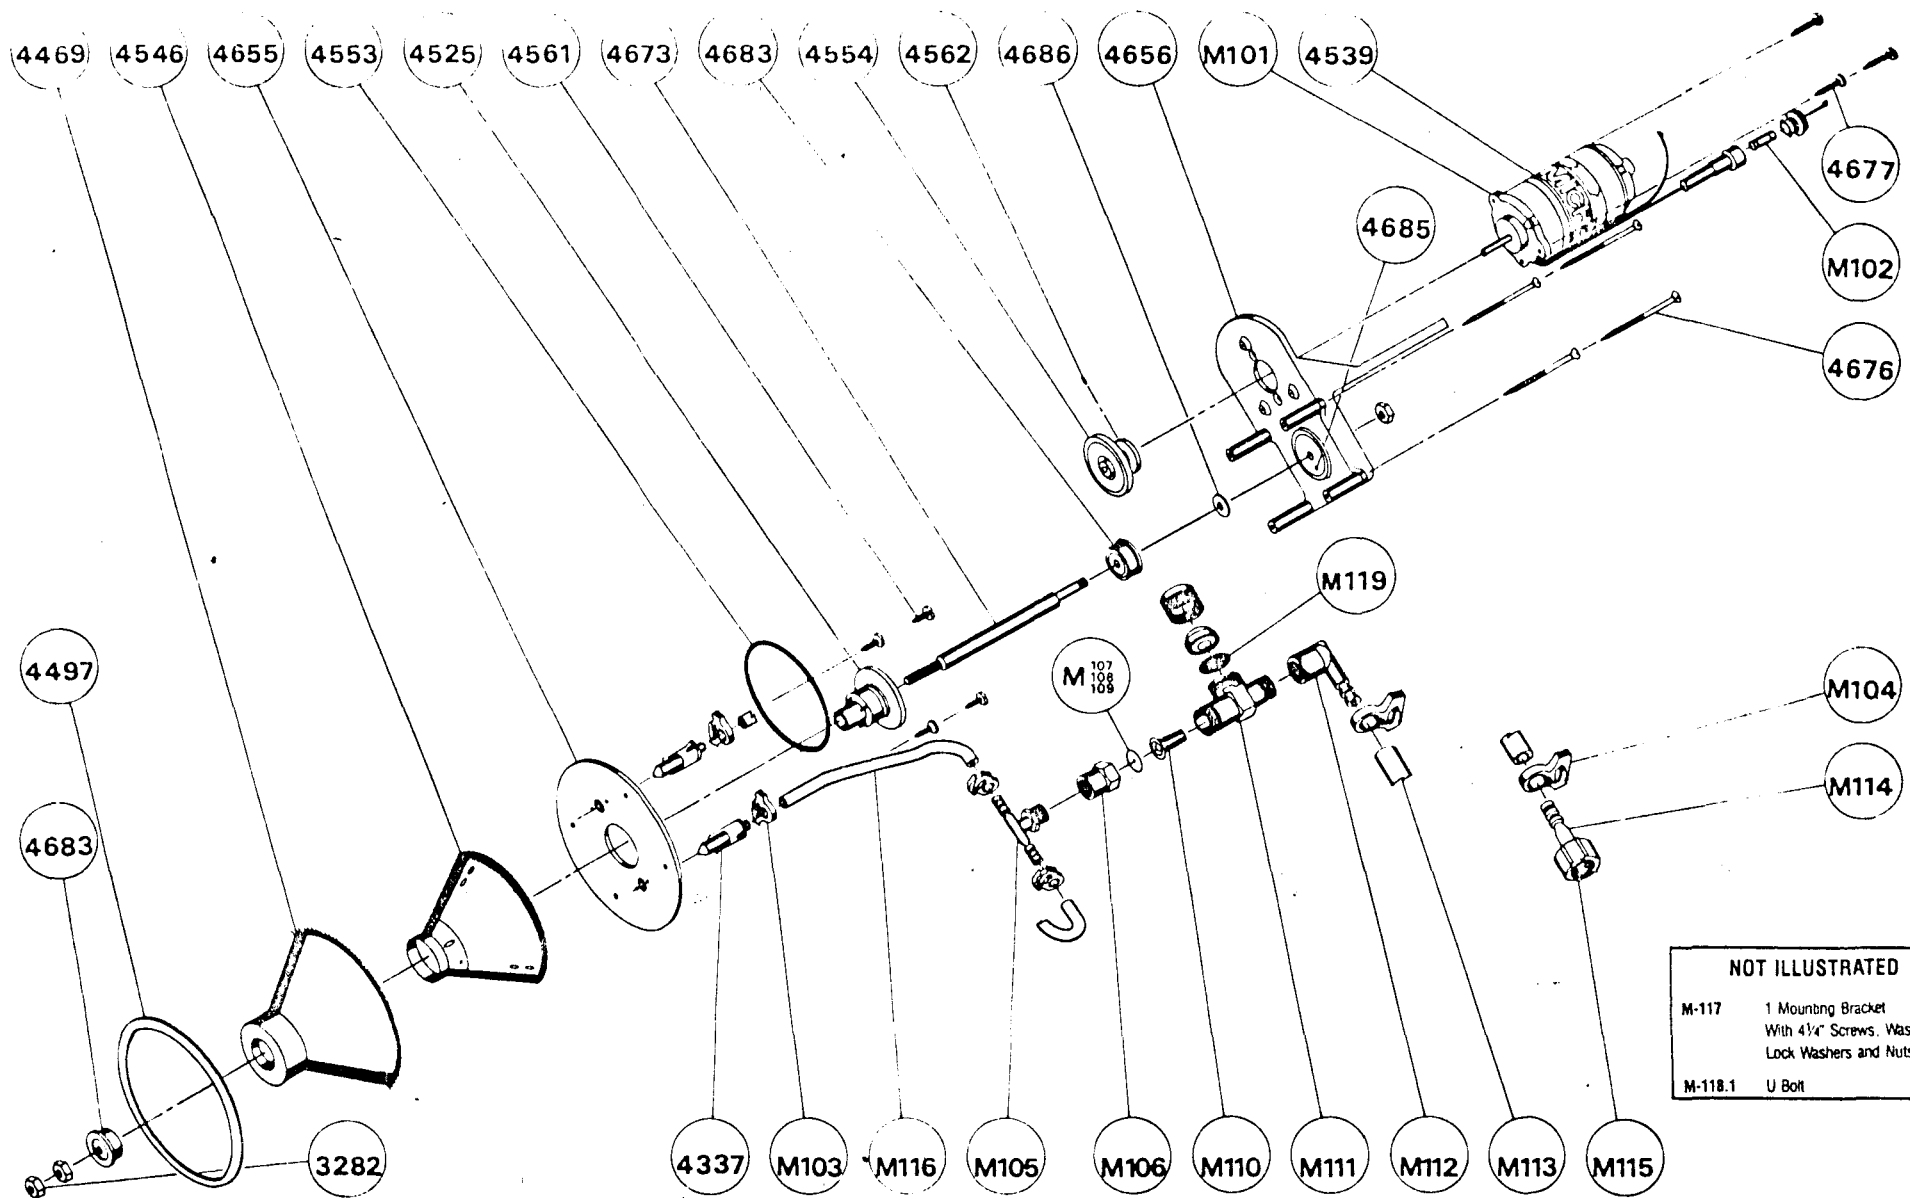 4469 4546 4655 4553 4525 4561 4673 4683 4554 4562 4686 4656 M101 4539
4677
4685
M102
4676
M119
4497
M 107 108 109
M104
M114
4683
NOT ILLUSTRATED
M-117 1 Mounting Bracket
With 4¼" Screws, Was
Lock Washers and Nuts
M-118.1 U Bolt
3282 4337 M103 M116 M105 M106 M110 M111 M112 M113 M115